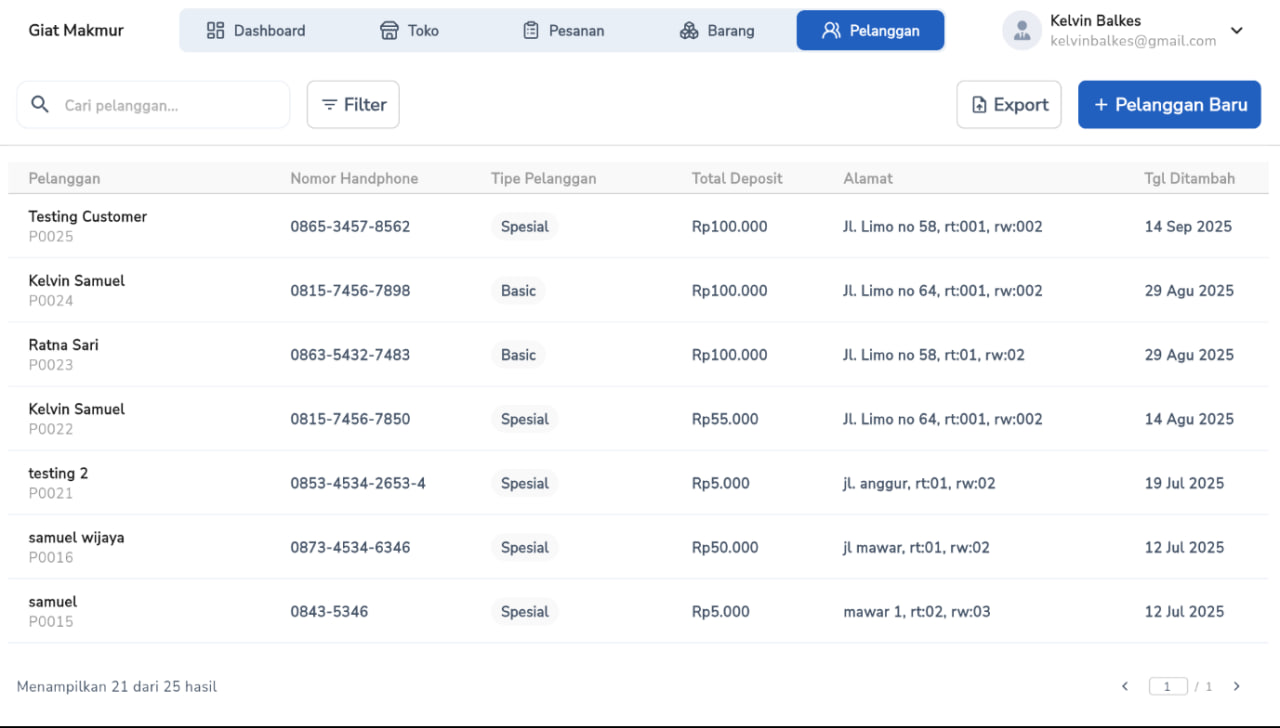 Giat Makmur
Dashboard
Toko
Pesanan
Barang
Pelanggan
Kelvin Balkes
kelvinbalkes@gmail.com
Cari pelanggan...
Filter
Export
+ Pelanggan Baru
Pelanggan Nomor Handphone Tipe Pelanggan Total Deposit Alamat Tgl Ditambah
Testing Customer
P0025
0865-3457-8562 Spesial Rp100.000 Jl. Limo no 58, rt:001, rw:002 14 Sep 2025
Kelvin Samuel
P0024
0815-7456-7898 Basic Rp100.000 Jl. Limo no 64, rt:001, rw:002 29 Agu 2025
Ratna Sari
P0023
0863-5432-7483 Basic Rp100.000 Jl. Limo no 58, rt:01, rw:02 29 Agu 2025
Kelvin Samuel
P0022
0815-7456-7850 Spesial Rp55.000 Jl. Limo no 64, rt:001, rw:002 14 Agu 2025
testing 2
P0021
0853-4534-2653-4 Spesial Rp5.000 jl. anggur, rt:01, rw:02 19 Jul 2025
samuel wijaya
P0016
0873-4534-6346 Spesial Rp50.000 jl mawar, rt:01, rw:02 12 Jul 2025
samuel
P0015
0843-5346 Spesial Rp5.000 mawar 1, rt:02, rw:03 12 Jul 2025
Menampilkan 21 dari 25 hasil
1 / 1